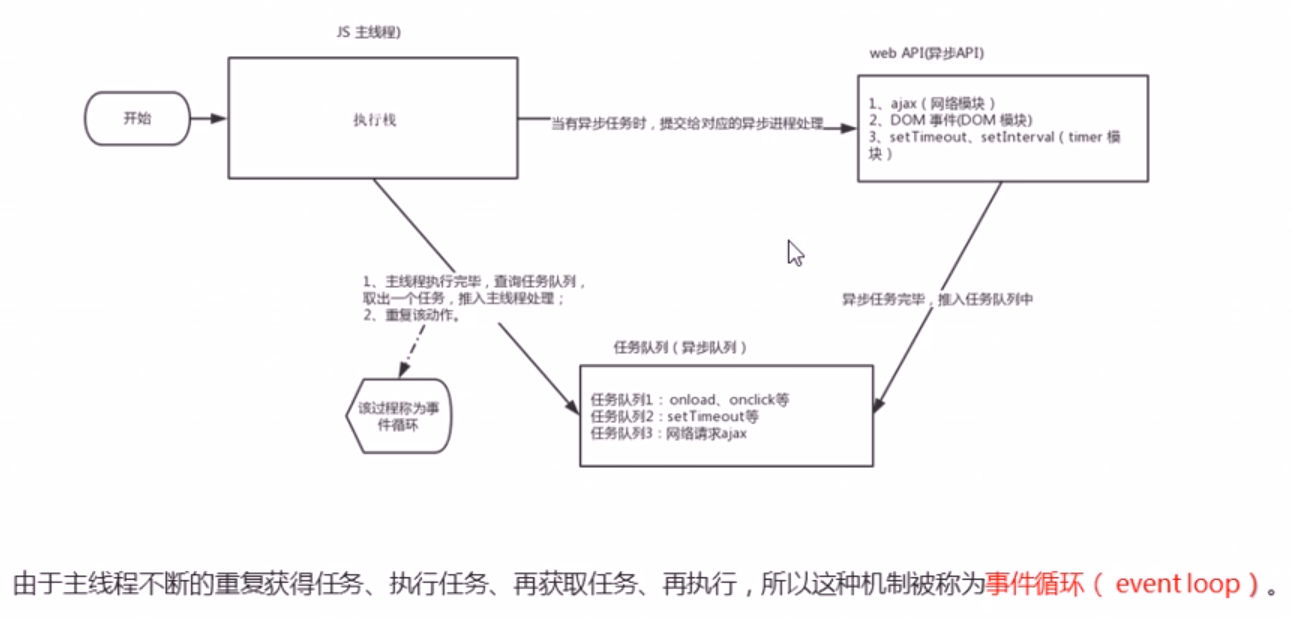 JS 主线程)
web API(异步API)
开始
执行栈
当有异步任务时，提交给对应的异步进程处理
1、ajax（网络模块）
2、DOM 事件(DOM 模块)
3、setTimeout、setInterval（timer 模
块）
1、主线程执行完毕，查询任务队列，
取出一个任务，推入主线程处理；
2、重复该动作。
异步任务完毕，推入任务队列中
任务队列（异步队列）
任务队列1：onload、onclick等
任务队列2：setTimeout等
任务队列3：网络请求ajax
该过程称为事
件循环
由于主线程不断的重复获得任务、执行任务、再获取任务、再执行，所以这种机制被称为事件循环（ event loop）。